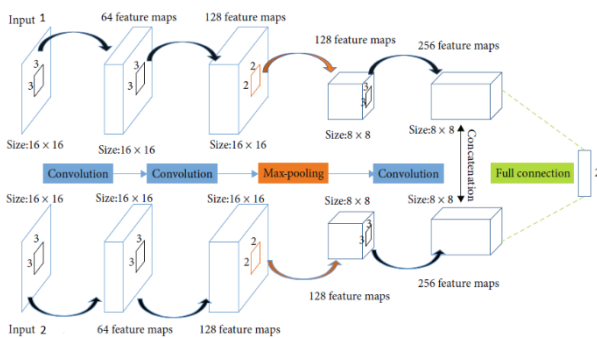 Input 1
64 feature maps
128 feature maps
128 feature maps
256 feature maps
3
3
3
3
2
2
3
3
Size:16 × 16
Size:16 × 16
Size:16 × 16
Size:8 × 8
Size:8 × 8
Convolution
Convolution
Max-pooling
Convolution
Concatenation
Full connection
2
Size:16 × 16
Size:16 × 16
Size:16 × 16
Size:8 × 8
Size:8 × 8
3
3
3
3
2
2
3
3
Input 2
64 feature maps
128 feature maps
128 feature maps
256 feature maps